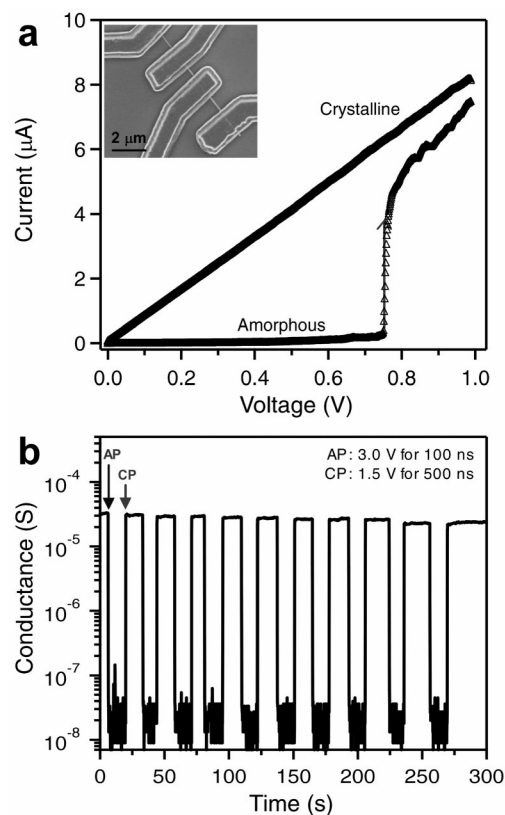 a
10
8
6
4
2
0
Current (μA)
2 μm
Crystalline
Amorphous
0.0 0.2 0.4 0.6 0.8 1.0
Voltage (V)
b
AP
CP
AP: 3.0 V for 100 ns
CP: 1.5 V for 500 ns
10⁻⁴
10⁻⁵
10⁻⁶
10⁻⁷
10⁻⁸
Conductance (S)
0 50 100 150 200 250 300
Time (s)